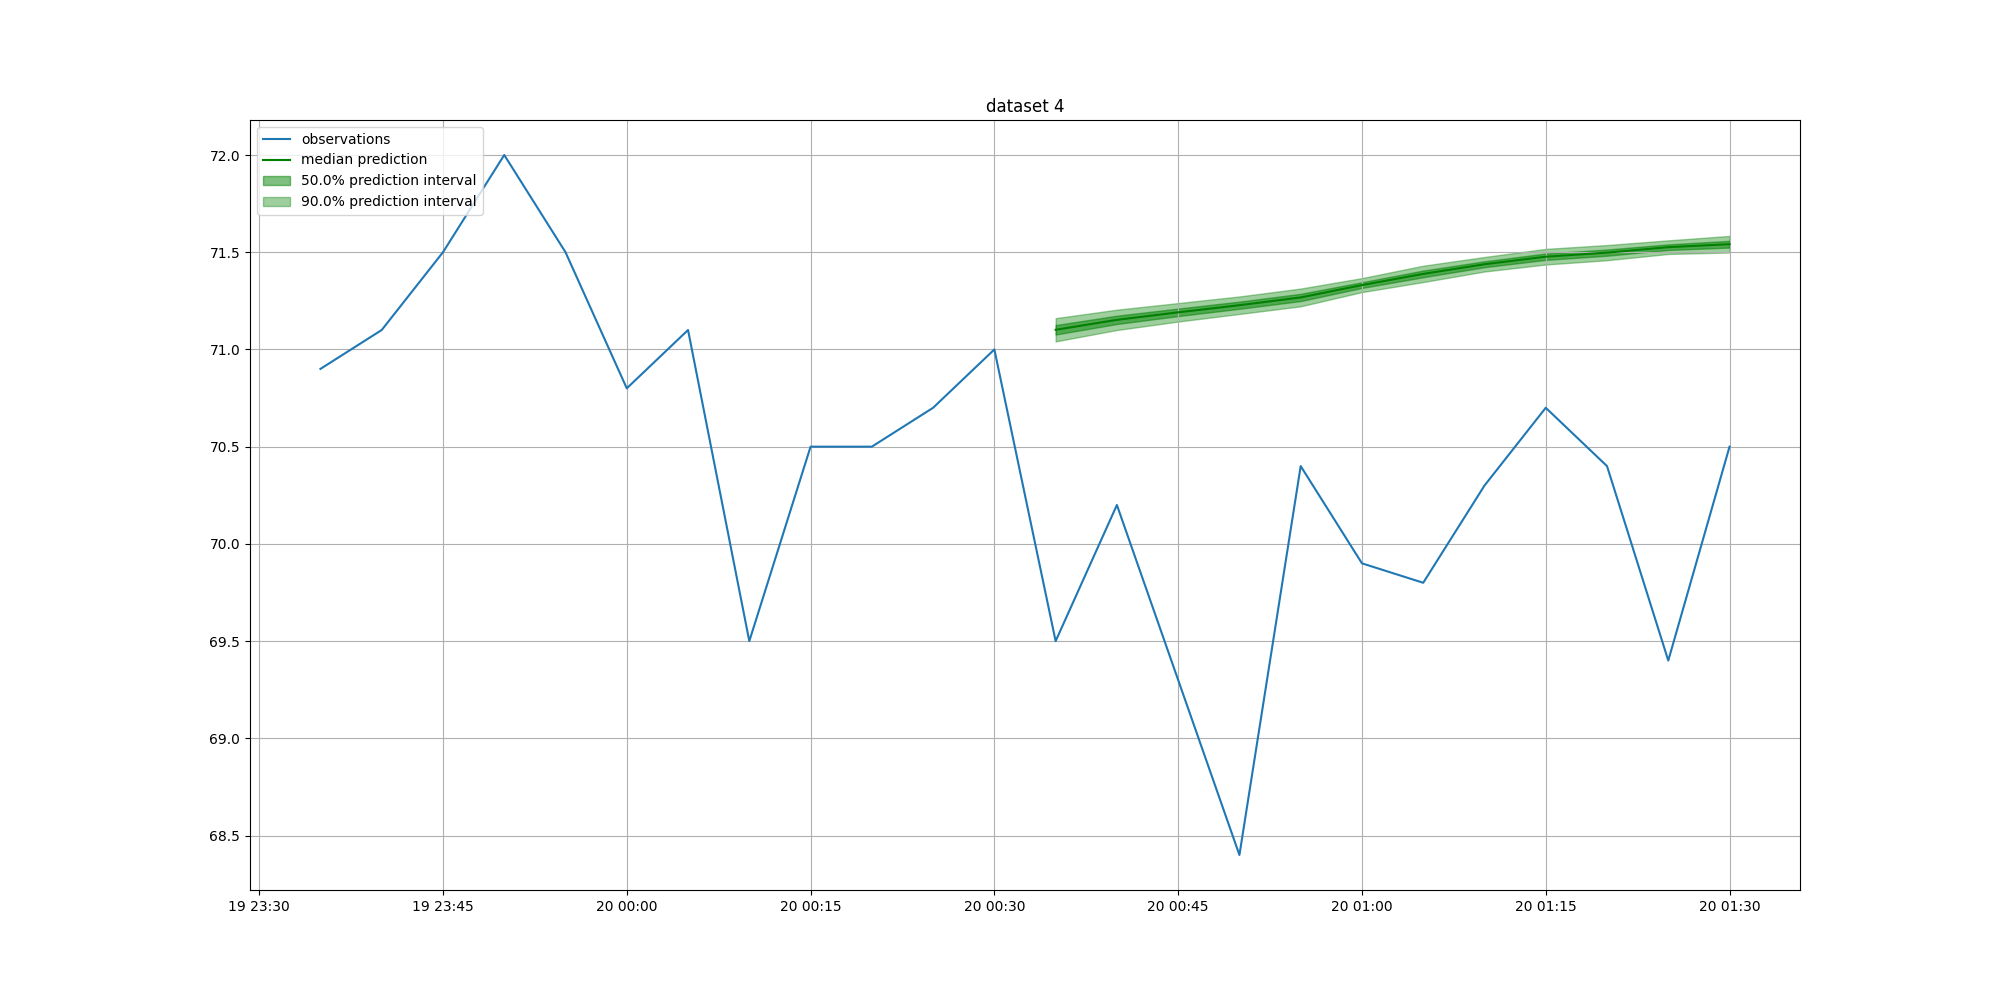 dataset 4
observations
median prediction
50.0% prediction interval
90.0% prediction interval
72.0
71.5
71.0
70.5
70.0
69.5
69.0
68.5
19 23:30 19 23:45 20 00:00 20 00:15 20 00:30 20 00:45 20 01:00 20 01:15 20 01:30